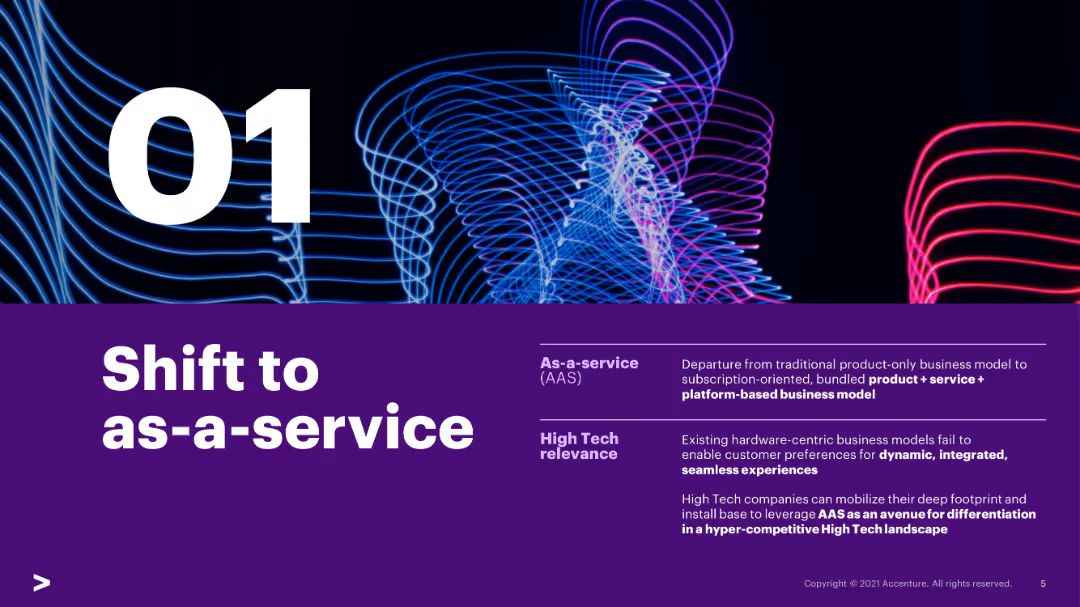 01
Shift to
as-a-service
As-a-service
(AAS)
Departure from traditional product-only business model to
subscription-oriented, bundled product + service +
platform-based business model
High Tech
relevance
Existing hardware-centric business models fail to
enable customer preferences for dynamic, integrated,
seamless experiences
High Tech companies can mobilize their deep footprint and
install base to leverage AAS as an avenue for differentiation
in a hyper-competitive High Tech landscape
>
Copyright © 2021 Accenture. All rights reserved.
5